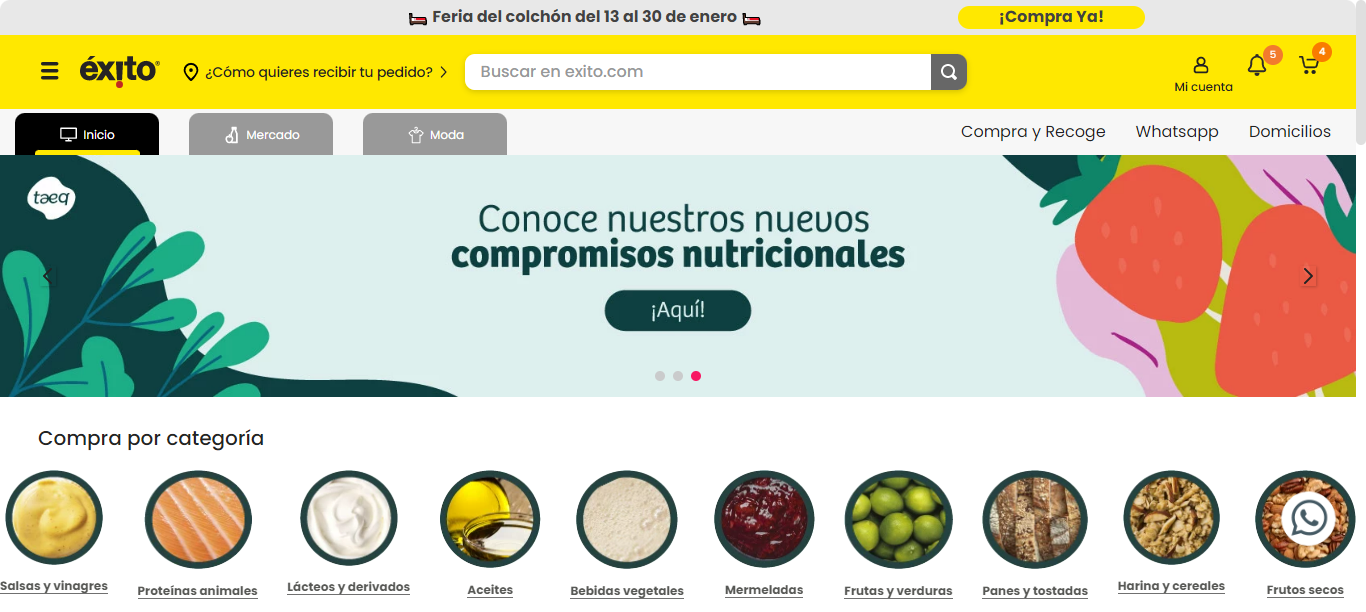 Feria del colchón del 13 al 30 de enero
¡Compra Ya!
éxito
¿Cómo quieres recibir tu pedido?
Buscar en exito.com
Mi cuenta
5
4
Inicio
Mercado
Moda
Compra y Recoge
Whatsapp
Domicilios
taeq
Conoce nuestros nuevos
compromisos nutricionales
¡Aquí!
Compra por categoría
Salsas y vinagres
Proteínas animales
Lácteos y derivados
Aceites
Bebidas vegetales
Mermeladas
Frutas y verduras
Panes y tostadas
Harina y cereales
Frutos secos